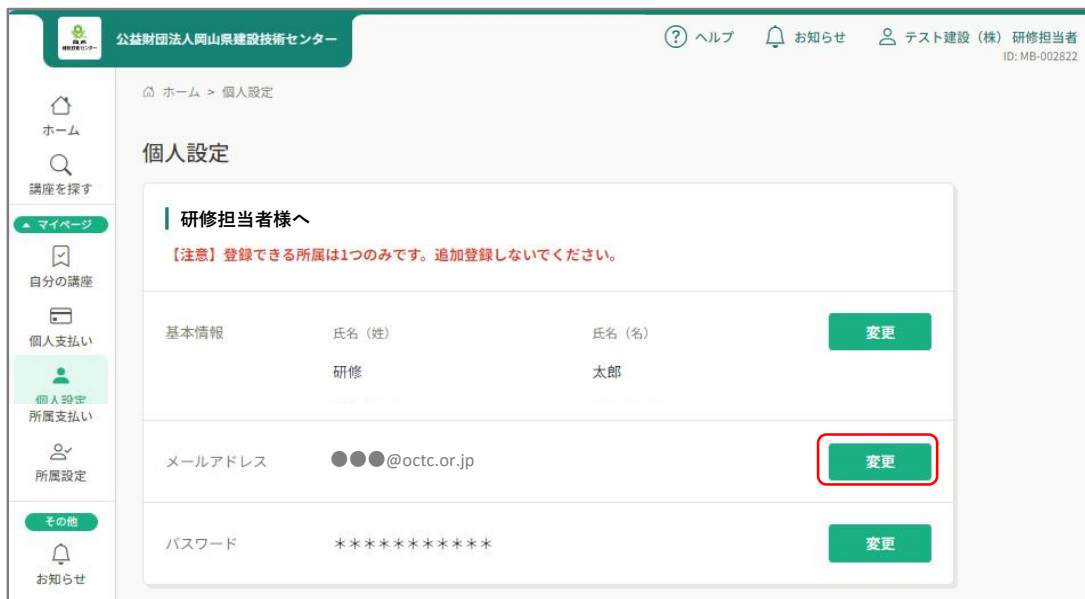 公益財団法人岡山県建設技術センター
ヘルプ
お知らせ
テスト建設（株） 研修担当者
ID: MB-002822
ホーム > 個人設定
ホーム
講座を探す
マイページ
自分の講座
個人支払い
個人設定
所属支払い
所属設定
その他
お知らせ
個人設定
研修担当者様へ
【注意】登録できる所属は1つのみです。追加登録しないでください。
基本情報 氏名（姓） 氏名（名） 変更
研修 太郎
メールアドレス ●●●@octc.or.jp 変更
パスワード ＊＊＊＊＊＊＊＊＊＊＊ 変更